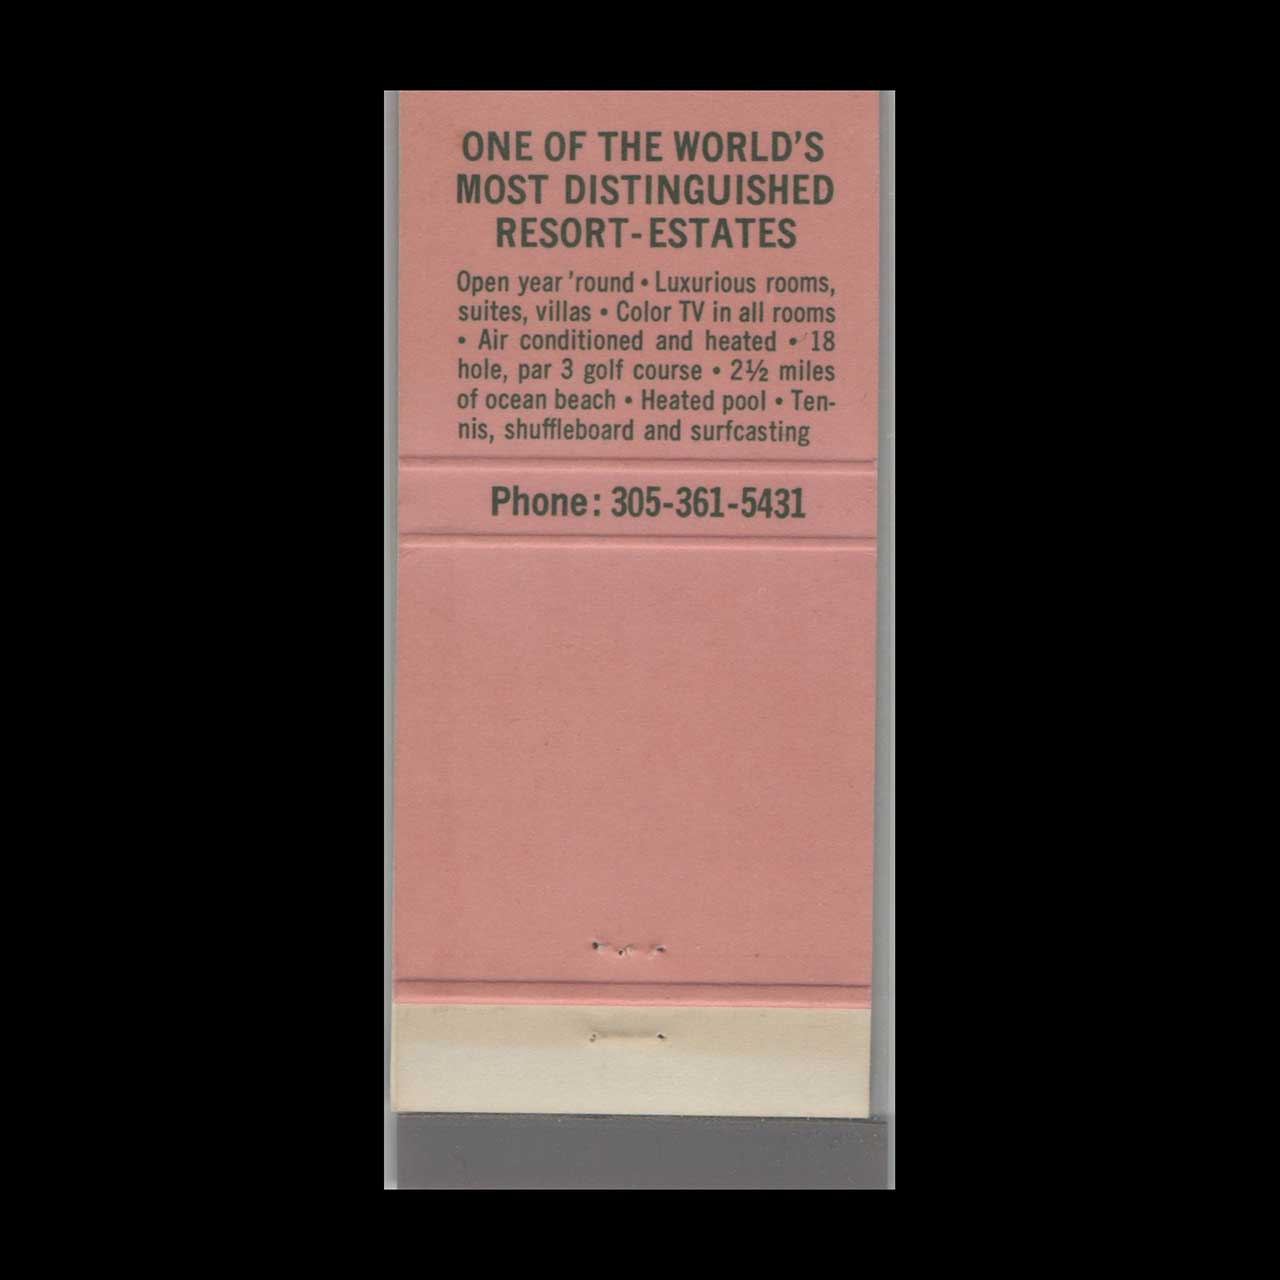 ONE OF THE WORLD'S
MOST DISTINGUISHED
RESORT-ESTATES
Open year 'round • Luxurious rooms,
suites, villas • Color TV in all rooms
• Air conditioned and heated • 18
hole, par 3 golf course • 2½ miles
of ocean beach • Heated pool • Ten-
nis, shuffleboard and surfcasting
Phone: 305-361-5431